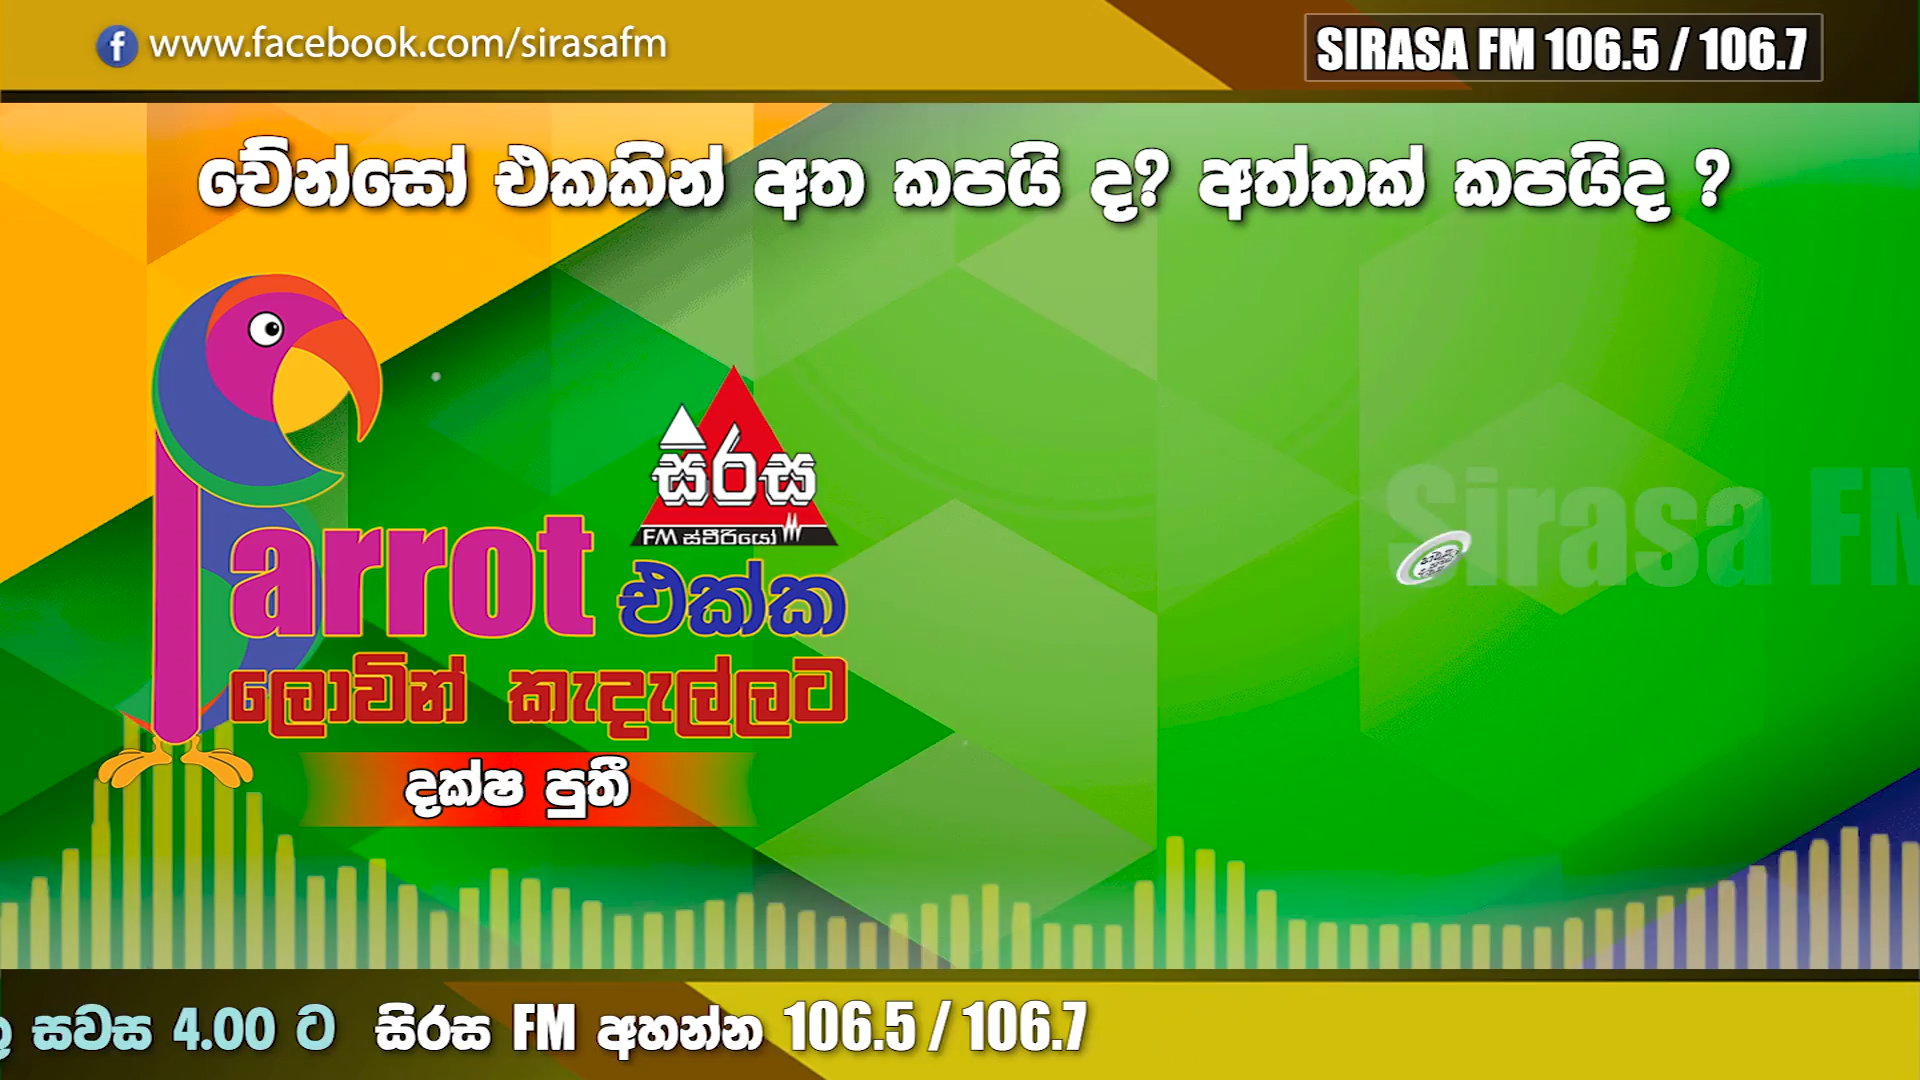 www.facebook.com/sirasafm
SIRASA FM 106.5 / 106.7
චේන්සෝ එකකින් අත කපයි ද? අත්තක් කපයිද ?
සිරස
FM ස්ටීරියෝ
Parrot එක්ක
ලොවින් කැදැල්ලට
දක්ෂ පුතී
Sirasa FM
සවස 4.00 ට සිරස FM අහන්න 106.5 / 106.7